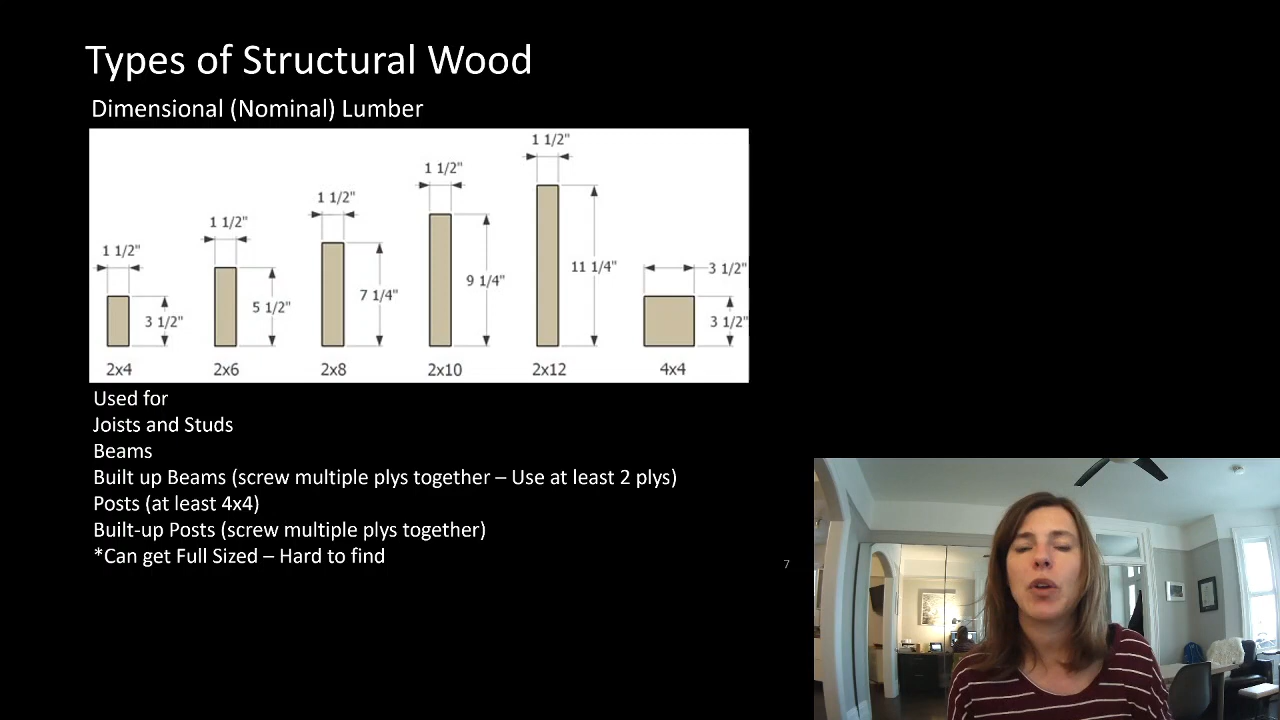 Types of Structural Wood
Dimensional (Nominal) Lumber
1 1/2"
1 1/2"
1 1/2"
1 1/2"
1 1/2"
3 1/2"
5 1/2"
7 1/4"
9 1/4"
11 1/4"
3 1/2"
3 1/2"
2x4
2x6
2x8
2x10
2x12
4x4
Used for
Joists and Studs
Beams
Built up Beams (screw multiple plys together – Use at least 2 plys)
Posts (at least 4x4)
Built-up Posts (screw multiple plys together)
*Can get Full Sized – Hard to find
7